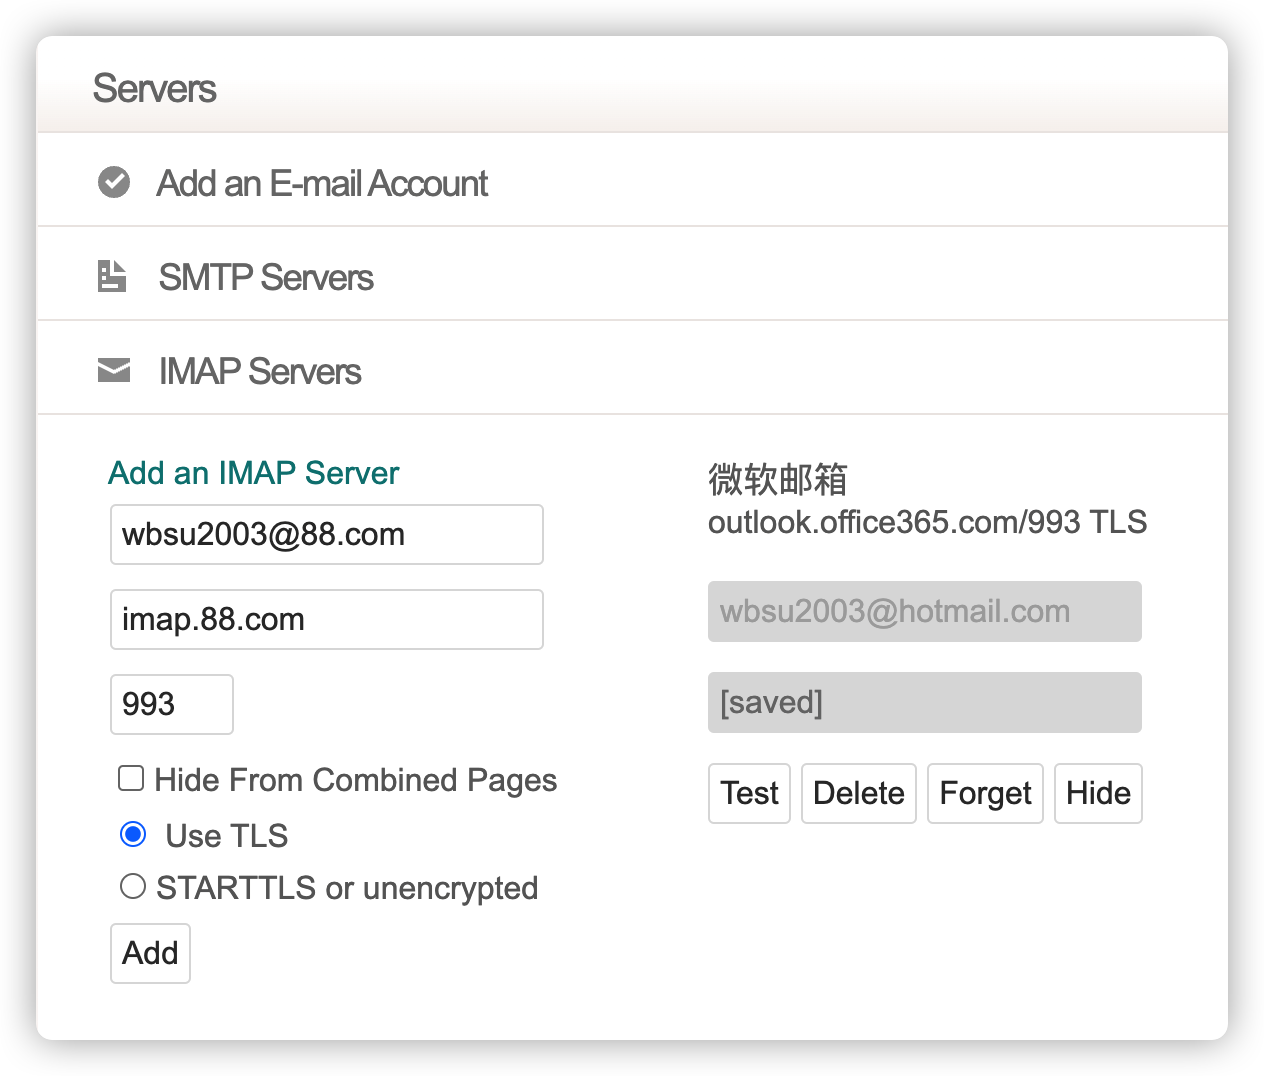 Servers
Add an E-mail Account
SMTP Servers
IMAP Servers
Add an IMAP Server
wbsu2003@88.com
imap.88.com
993
Hide From Combined Pages
Use TLS
STARTTLS or unencrypted
Add
微软邮箱
outlook.office365.com/993 TLS
wbsu2003@hotmail.com
[saved]
Test Delete Forget Hide